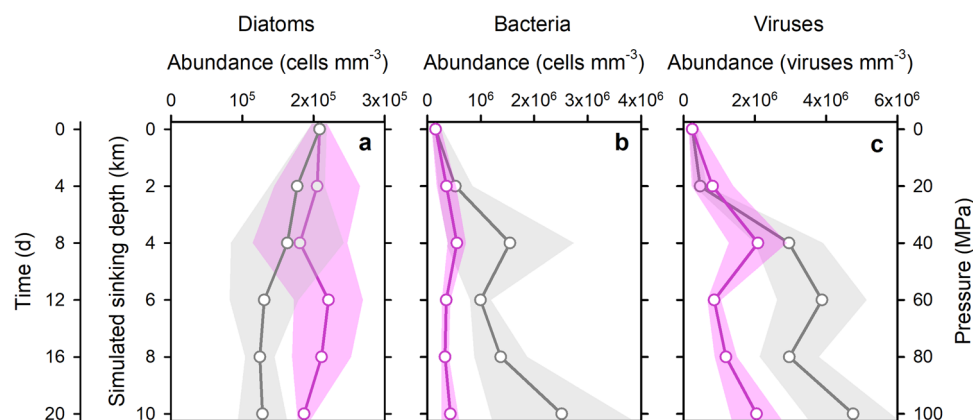 Diatoms Bacteria Viruses
Abundance (cells mm⁻³) Abundance (cells mm⁻³) Abundance (viruses mm⁻³)
0 10⁵ 2x10⁵ 3x10⁵ 0 10⁶ 2x10⁶ 3x10⁶ 4x10⁶ 0 2x10⁶ 4x10⁶ 6x10⁶
Time (d)
Simulated sinking depth (km)
Pressure (MPa)
a b c
0 0 0
4 2 20
8 4 40
12 6 60
16 8 80
20 10 100